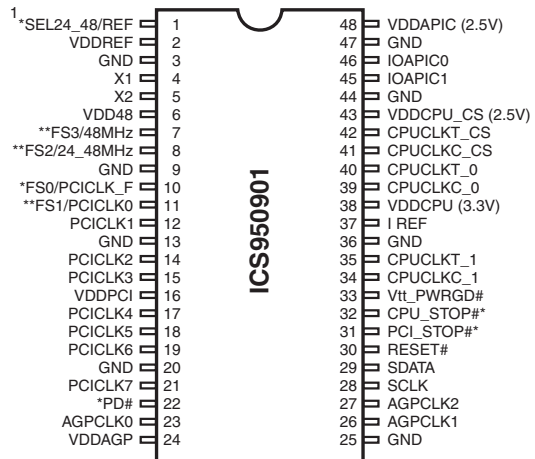 1
*SEL24_48/REF 1
VDDREF 2
GND 3
X1 4
X2 5
VDD48 6
**FS3/48MHz 7
**FS2/24_48MHz 8
GND 9
*FS0/PCICLK_F 10
**FS1/PCICLK0 11
PCICLK1 12
GND 13
PCICLK2 14
PCICLK3 15
VDDPCI 16
PCICLK4 17
PCICLK5 18
PCICLK6 19
GND 20
PCICLK7 21
*PD# 22
AGPCLK0 23
VDDAGP 24
ICS950901
48 VDDAPIC (2.5V)
47 GND
46 IOAPIC0
45 IOAPIC1
44 GND
43 VDDCPU_CS (2.5V)
42 CPUCLKT_CS
41 CPUCLKC_CS
40 CPUCLKT_0
39 CPUCLKC_0
38 VDDCPU (3.3V)
37 I REF
36 GND
35 CPUCLKT_1
34 CPUCLKC_1
33 Vtt_PWRGD#
32 CPU_STOP#*
31 PCI_STOP#*
30 RESET#
29 SDATA
28 SCLK
27 AGPCLK2
26 AGPCLK1
25 GND